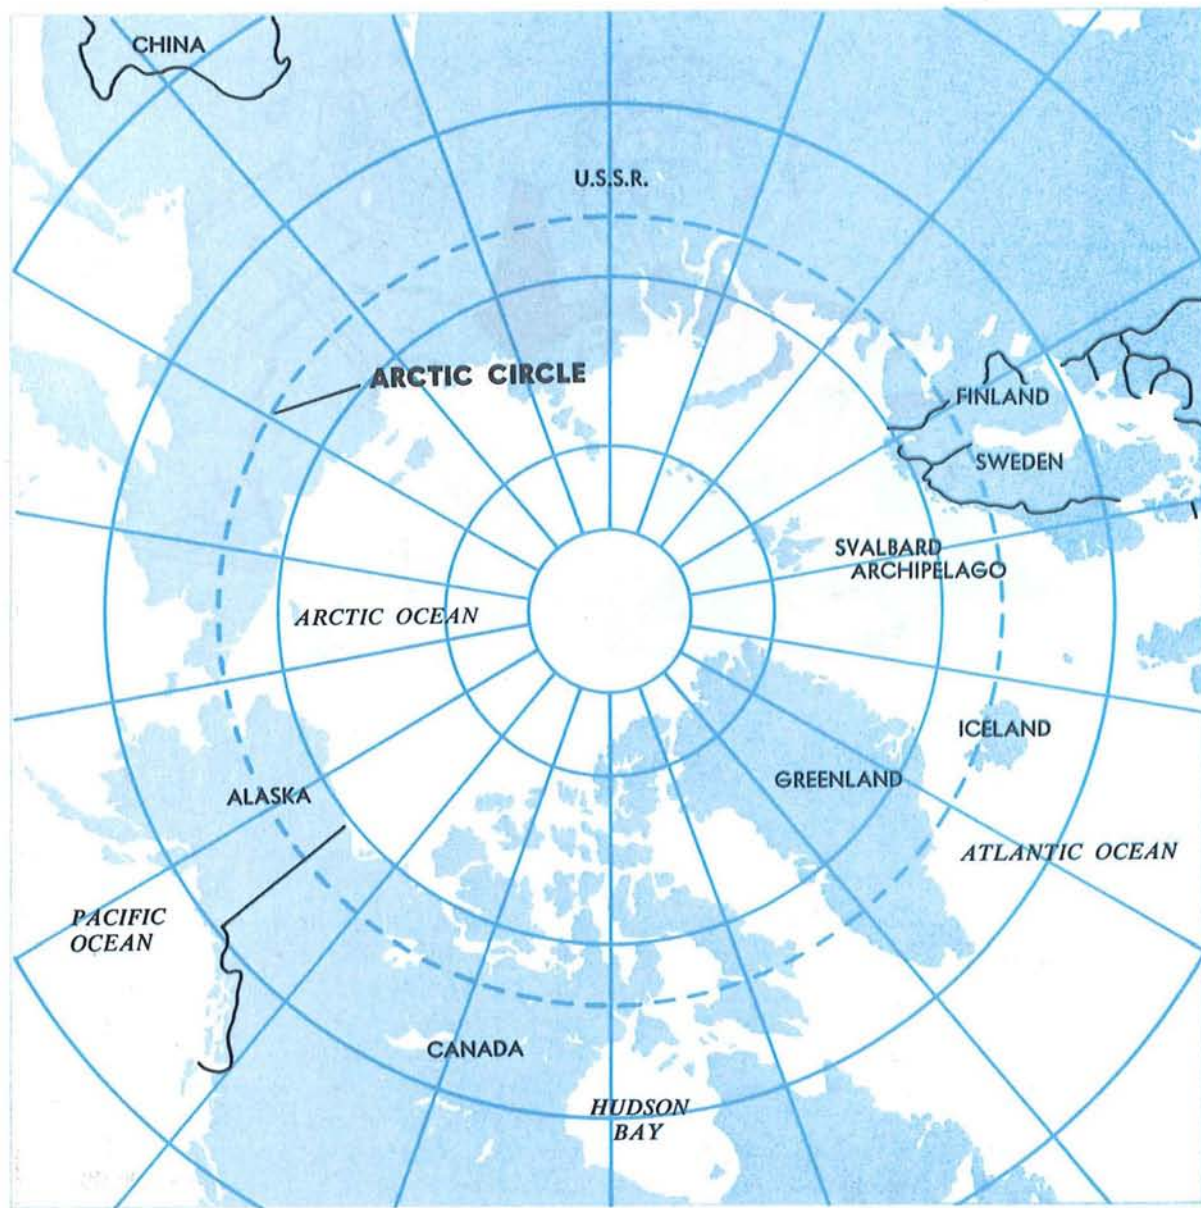 CHINA
U.S.S.R.
ARCTIC CIRCLE
FINLAND
SWEDEN
SVALBARD
ARCHIPELAGO
ARCTIC OCEAN
ICELAND
GREENLAND
ALASKA
ATLANTIC OCEAN
PACIFIC
OCEAN
CANADA
HUDSON
BAY